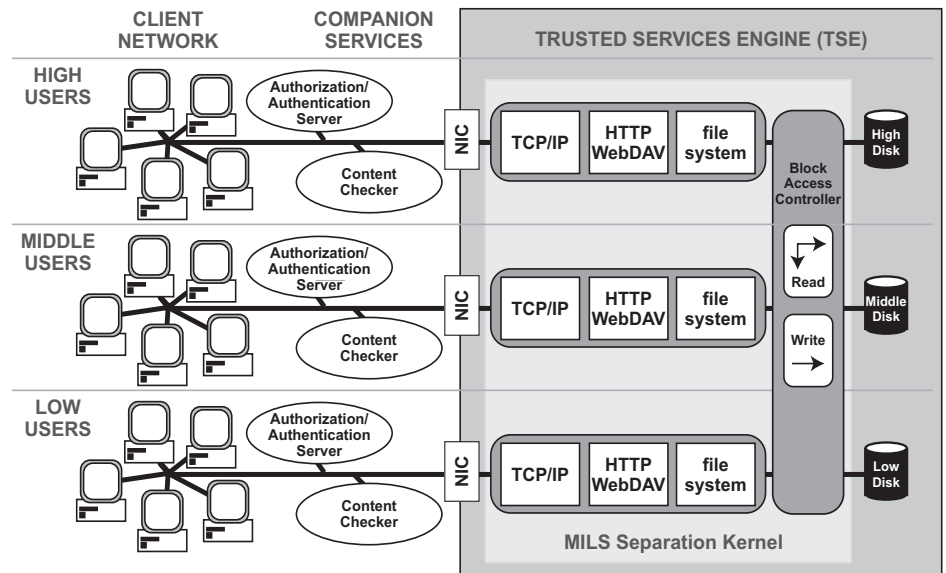 CLIENT
NETWORK
COMPANION
SERVICES
TRUSTED SERVICES ENGINE (TSE)
HIGH
USERS
Authorization/
Authentication
Server
Content
Checker
NIC
TCP/IP
HTTP
WebDAV
file
system
Block
Access
Controller
High
Disk
MIDDLE
USERS
Authorization/
Authentication
Server
Content
Checker
NIC
TCP/IP
HTTP
WebDAV
file
system
Read
Write
Middle
Disk
LOW
USERS
Authorization/
Authentication
Server
Content
Checker
NIC
TCP/IP
HTTP
WebDAV
file
system
Low
Disk
MILS Separation Kernel